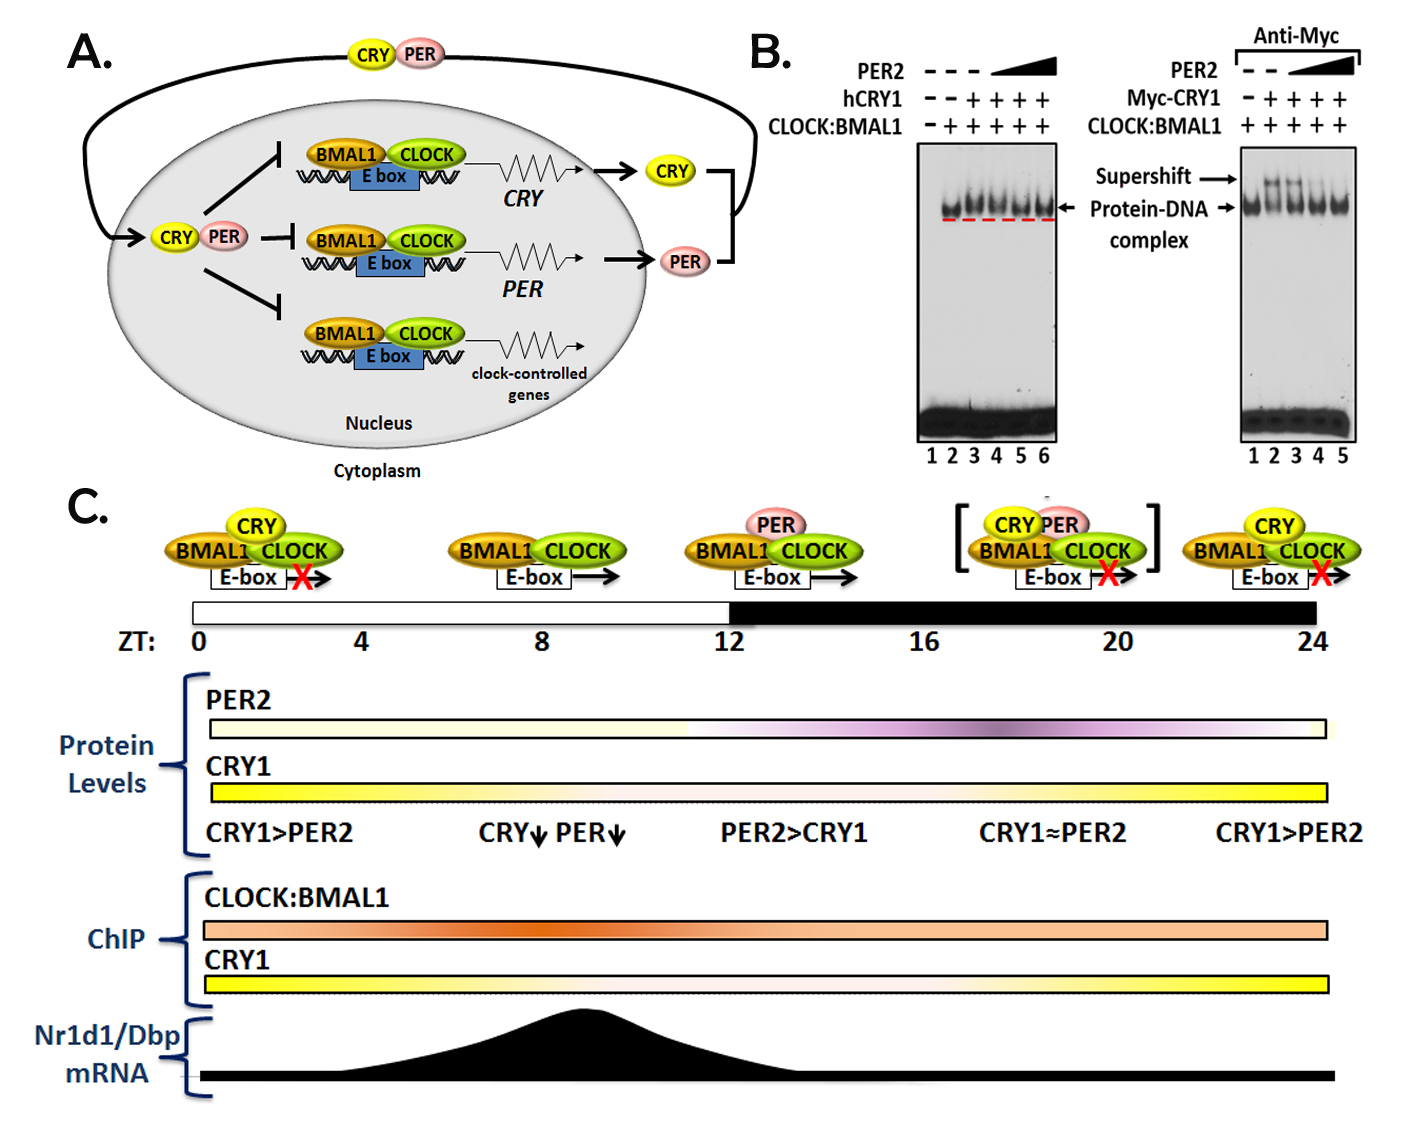 A.
CRY PER
BMAL1 CLOCK
E box
CRY
CRY
CRY PER
BMAL1 CLOCK
E box
PER
PER
BMAL1 CLOCK
E box
clock-controlled
genes
Nucleus
Cytoplasm
B.
PER2 - - -
hCRY1 - - + + + +
CLOCK:BMAL1 - + + + + +
1 2 3 4 5 6
Anti-Myc
PER2 - -
Myc-CRY1 - + + + +
CLOCK:BMAL1 + + + + +
Supershift
Protein-DNA
complex
1 2 3 4 5
C.
CRY
BMAL1 CLOCK
E-box X
BMAL1 CLOCK
E-box
PER
BMAL1 CLOCK
E-box
[ CRY PER ]
BMAL1 CLOCK
E-box X
CRY
BMAL1 CLOCK
E-box X
ZT: 0 4 8 12 16 20 24
Protein
Levels
PER2
CRY1
CRY1>PER2 CRY↓ PER↓ PER2>CRY1 CRY1≈PER2 CRY1>PER2
ChIP
CLOCK:BMAL1
CRY1
Nr1d1/Dbp
mRNA